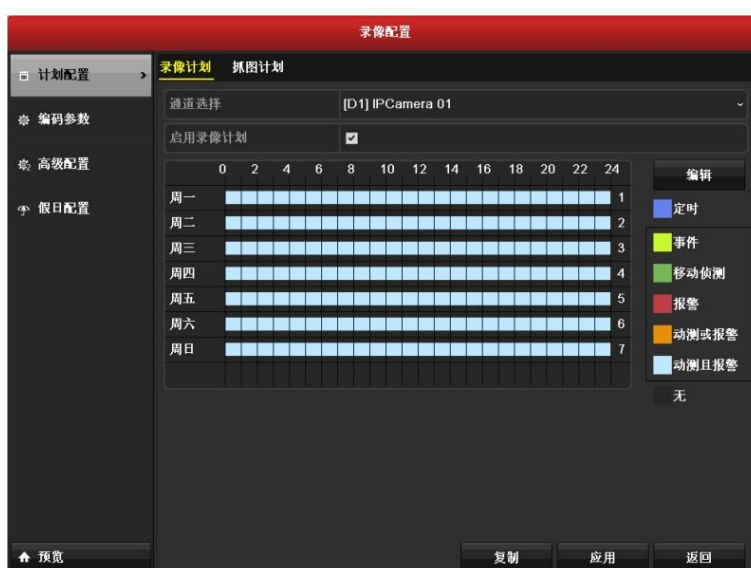 录像配置
计划配置
编码参数
高级配置
假日配置
录像计划 抓图计划
通道选择 [D1] IPCamera 01
启用录像计划
0 2 4 6 8 10 12 14 16 18 20 22 24
周一 1
周二 2
周三 3
周四 4
周五 5
周六 6
周日 7
编辑
定时
事件
移动侦测
报警
动测或报警
动测且报警
无
预览 复制 应用 返回